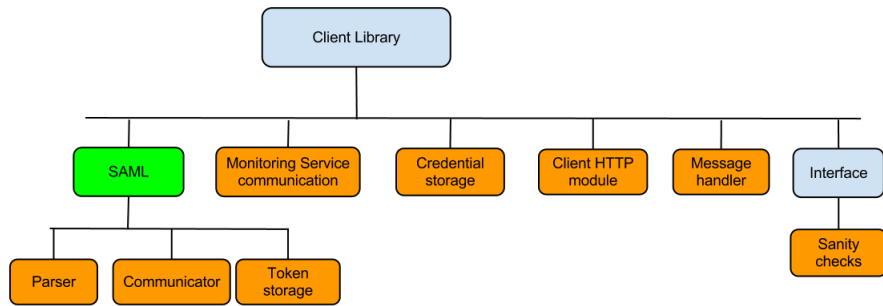 Client Library
SAML
Monitoring Service
communication
Credential
storage
Client HTTP
module
Message
handler
Interface
Parser
Communicator
Token
storage
Sanity
checks